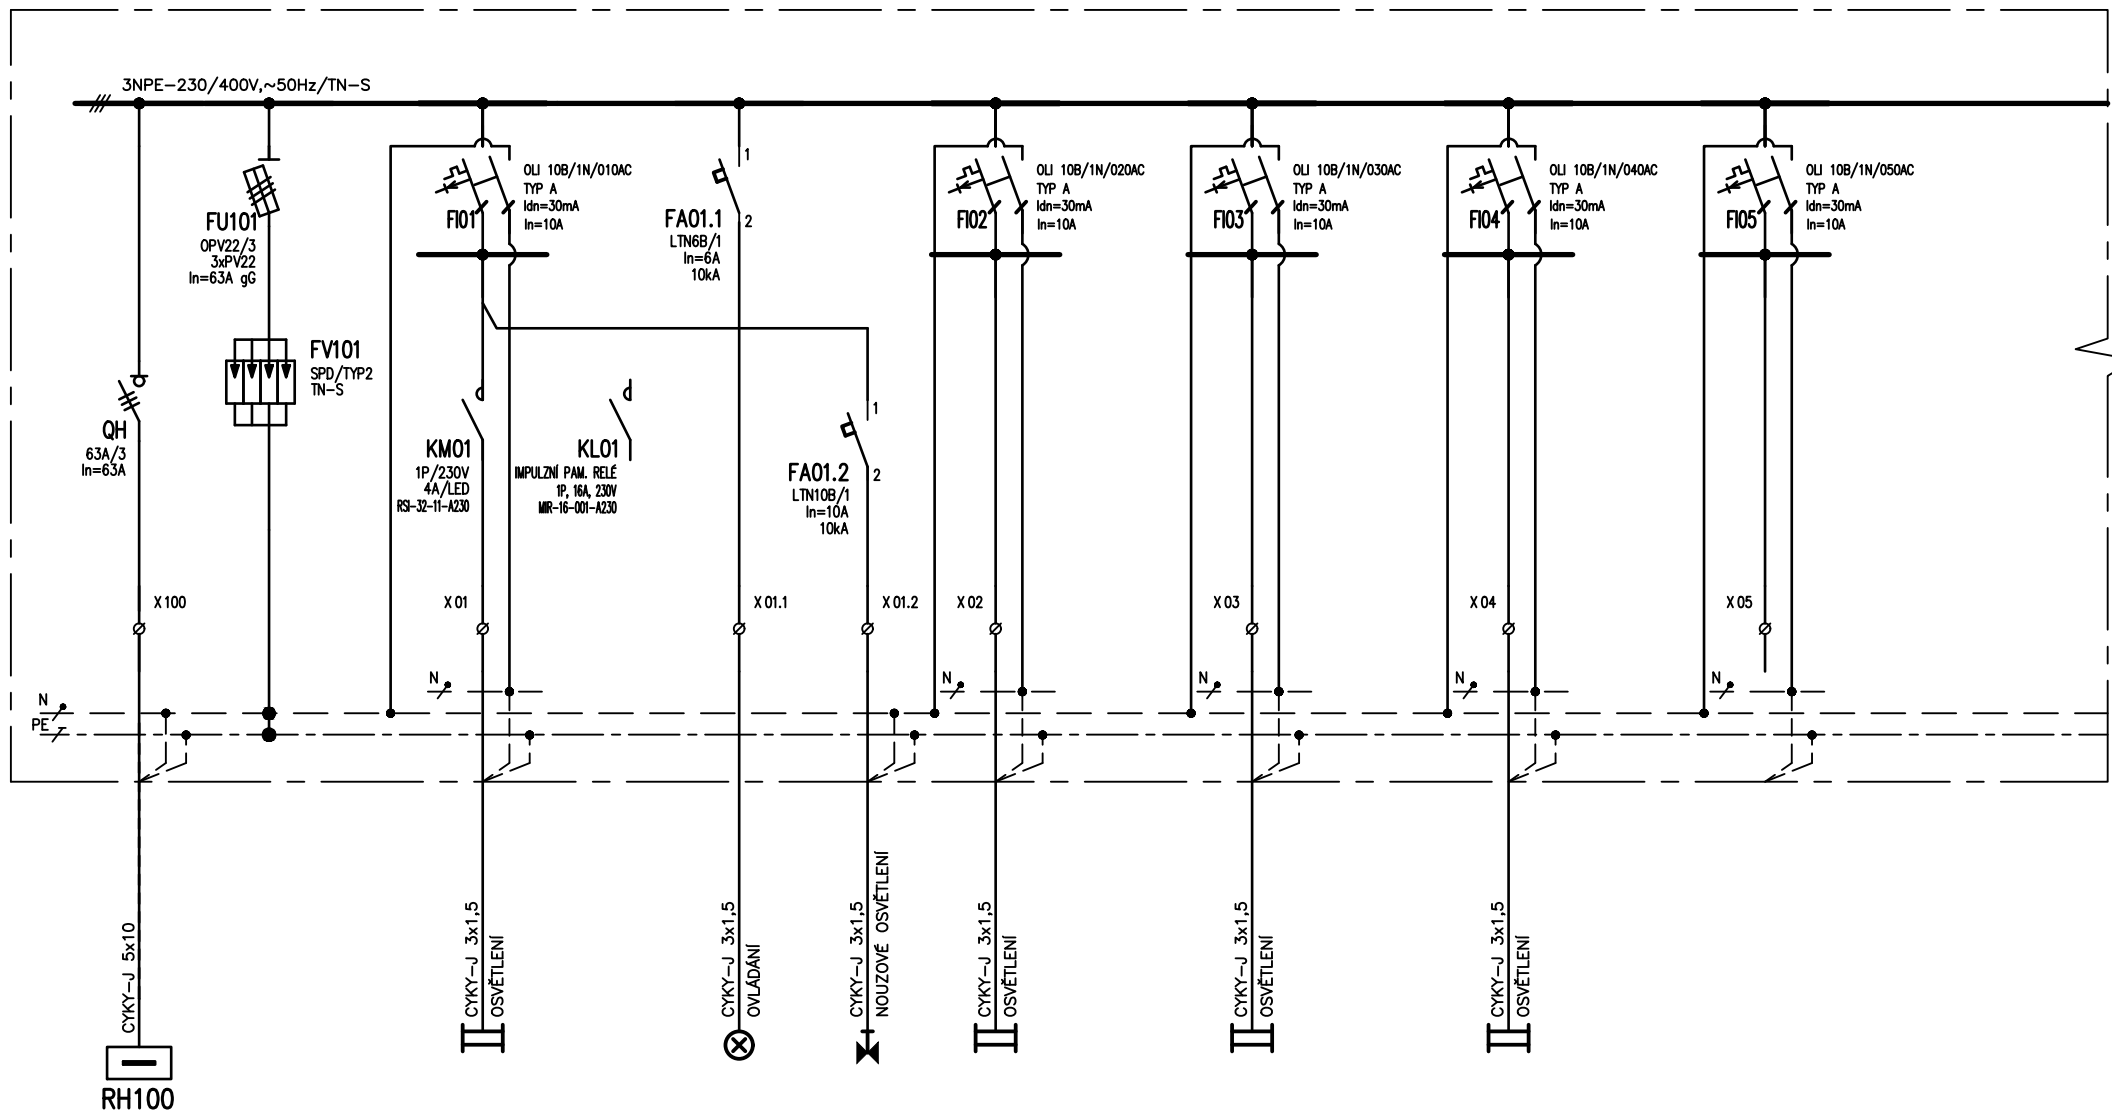 3NPE-230/400V,~50Hz/TN-S
FU101
OPV22/3
3xPV22
In=63A gG
FV101
SPD/TYP2
TN-S
QH
63A/3
In=63A
FI01
OLI 10B/1N/010AC
TYP A
Idn=30mA
In=10A
KM01
1P/230V
4A/LED
RSI-32-11-A230
KL01
IMPULZNÍ PAM. RELÉ
1P, 16A, 230V
MIR-16-001-A230
1
FA01.1
2
LTN6B/1
In=6A
10kA
1
FA01.2
2
LTN10B/1
In=10A
10kA
FI02
OLI 10B/1N/020AC
TYP A
Idn=30mA
In=10A
FI03
OLI 10B/1N/030AC
TYP A
Idn=30mA
In=10A
FI04
OLI 10B/1N/040AC
TYP A
Idn=30mA
In=10A
FI05
OLI 10B/1N/050AC
TYP A
Idn=30mA
In=10A
X100
X01
X01.1
X01.2
X02
X03
X04
X05
N
N
N
N
N
N
PE
CYKY-J 5x10
RH100
CYKY-J 3x1,5
OSVĚTLENÍ
CYKY-J 3x1,5
OVLÁDÁNÍ
CYKY-J 3x1,5
NOUZOVÉ OSVĚTLENÍ
CYKY-J 3x1,5
OSVĚTLENÍ
CYKY-J 3x1,5
OSVĚTLENÍ
CYKY-J 3x1,5
OSVĚTLENÍ